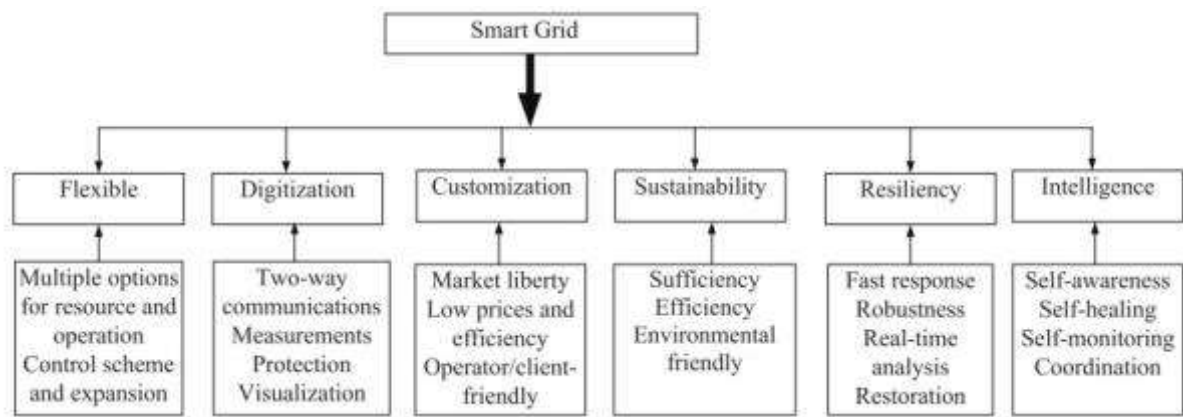 Smart Grid
Flexible
Digitization
Customization
Sustainability
Resiliency
Intelligence
Multiple options
for resource and
operation
Control scheme
and expansion
Two-way
communications
Measurements
Protection
Visualization
Market liberty
Low prices and
efficiency
Operator/client-
friendly
Sufficiency
Efficiency
Environmental
friendly
Fast response
Robustness
Real-time
analysis
Restoration
Self-awareness
Self-healing
Self-monitoring
Coordination